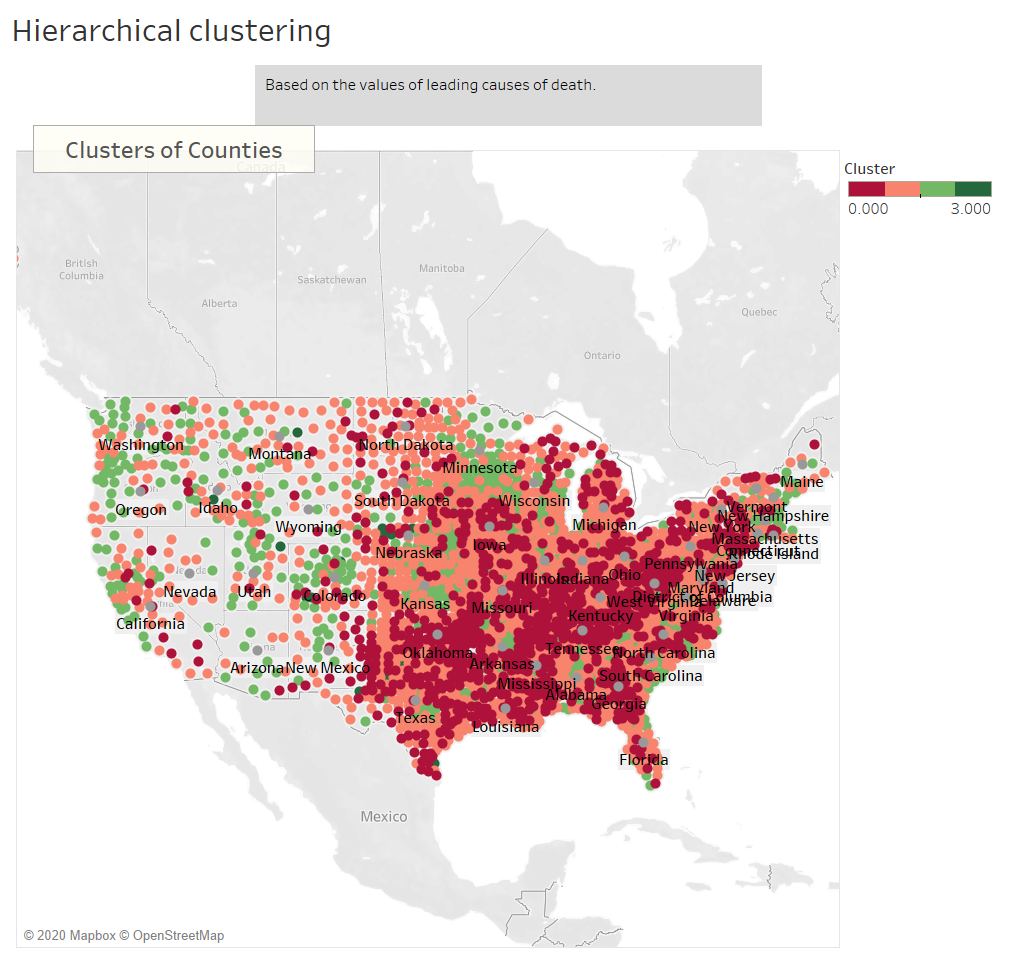 Hierarchical clustering
Based on the values of leading causes of death.
Clusters of Counties
Canada
Cluster
0.000
3.000
British
Columbia
Alberta
Saskatchewan
Manitoba
Ontario
Quebec
Washington
Montana
North Dakota
Minnesota
Maine
Oregon
Idaho
South Dakota
Wisconsin
Vermont
New Hampshire
Wyoming
Michigan
New York
Massachusetts
Nebraska
Iowa
Connecticut
Rhode Island
Pennsylvania
Nevada
Utah
Colorado
Illinois
Indiana
Ohio
New Jersey
Maryland
District of Columbia
Delaware
California
Kansas
Missouri
West Virginia
Kentucky
Virginia
Arizona
New Mexico
Oklahoma
Arkansas
Tennessee
North Carolina
South Carolina
Mississippi
Alabama
Georgia
Texas
Louisiana
Florida
Mexico
© 2020 Mapbox © OpenStreetMap